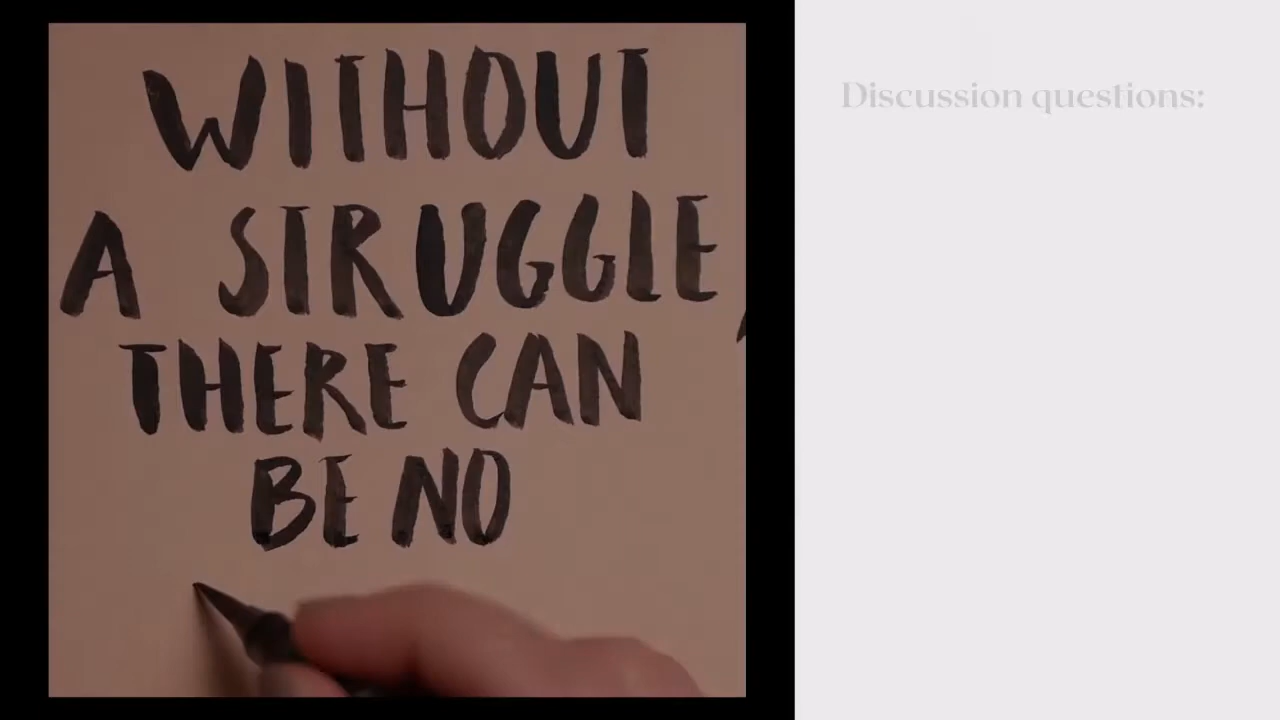 WITHOUT
A STRUGGLE,
THERE CAN
BE NO
Discussion questions: